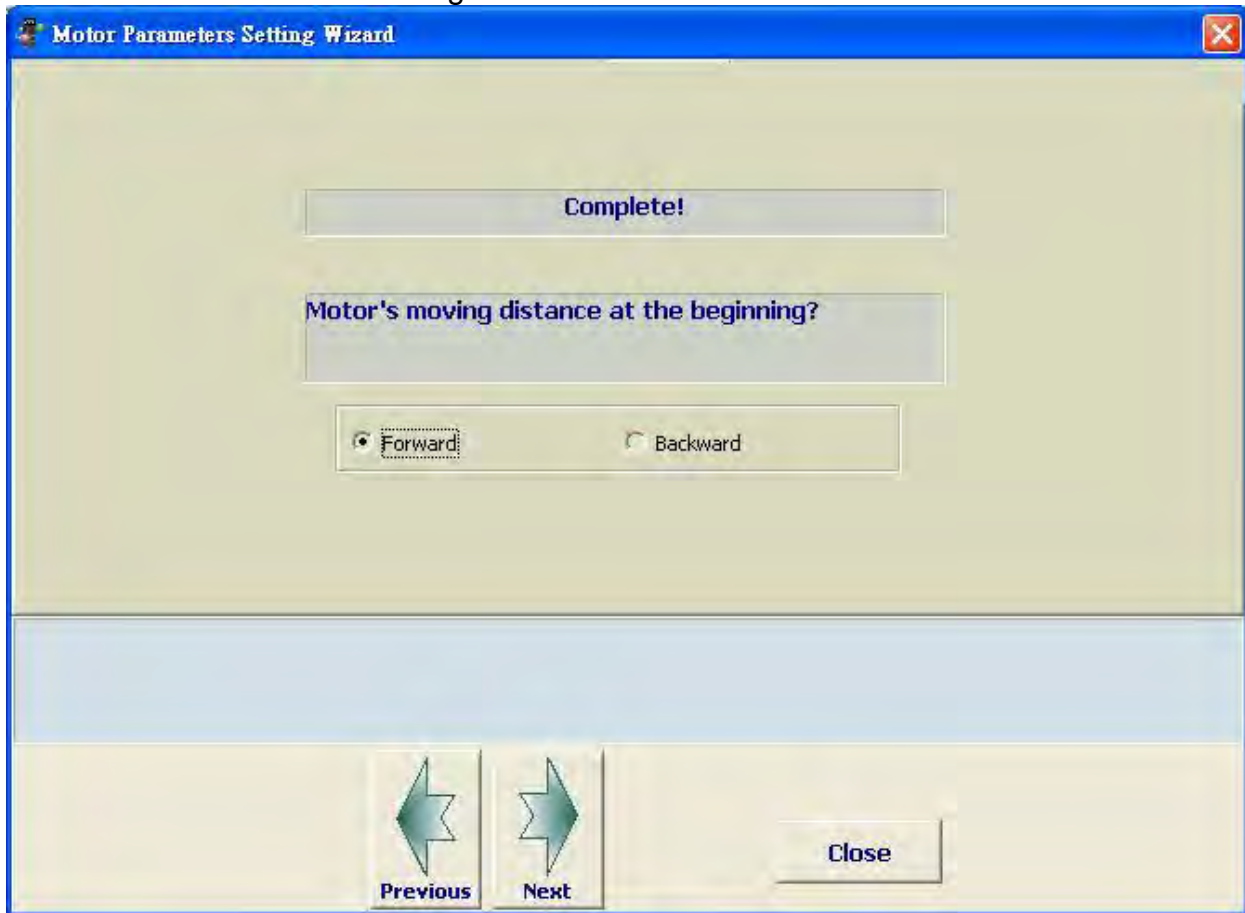 Motor Parameters Setting Wizard
Complete!
Motor's moving distance at the beginning?
Forward Backward
Previous Next
Close